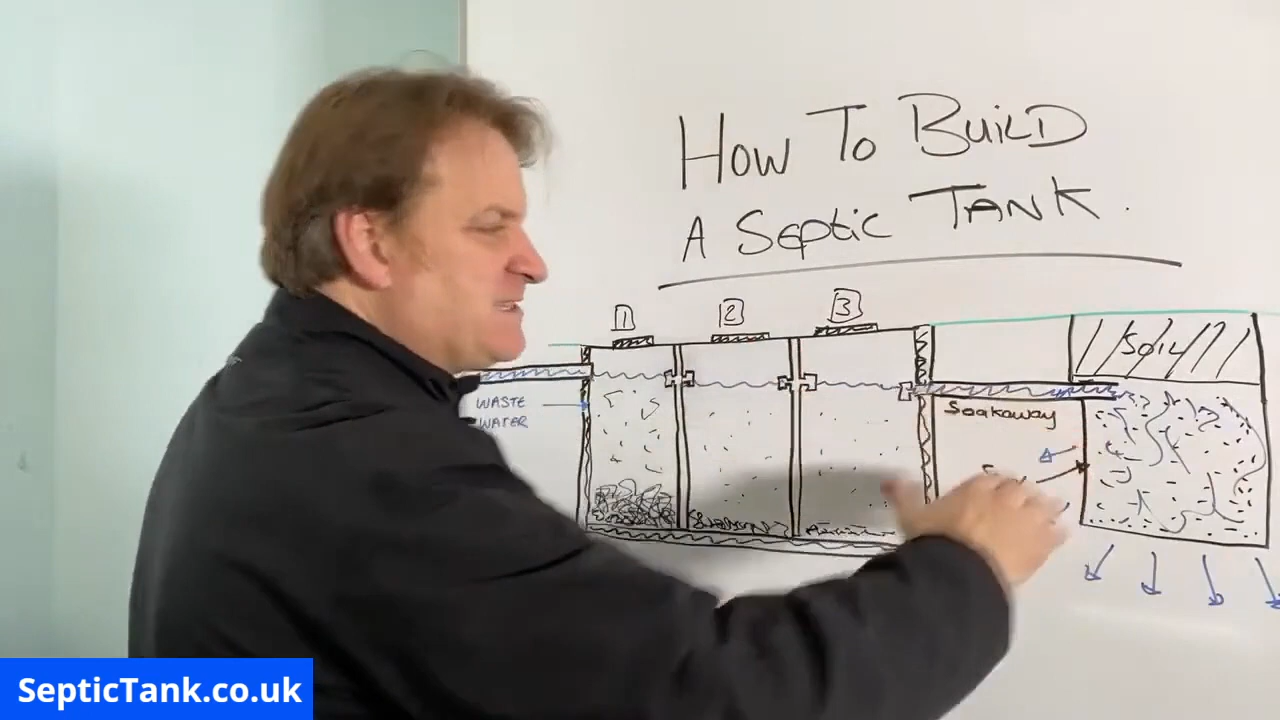 HOW TO BUILD
A SEPTIC TANK.
1 2 3
SOIL
WASTE
WATER
Soakaway
SepticTank.co.uk